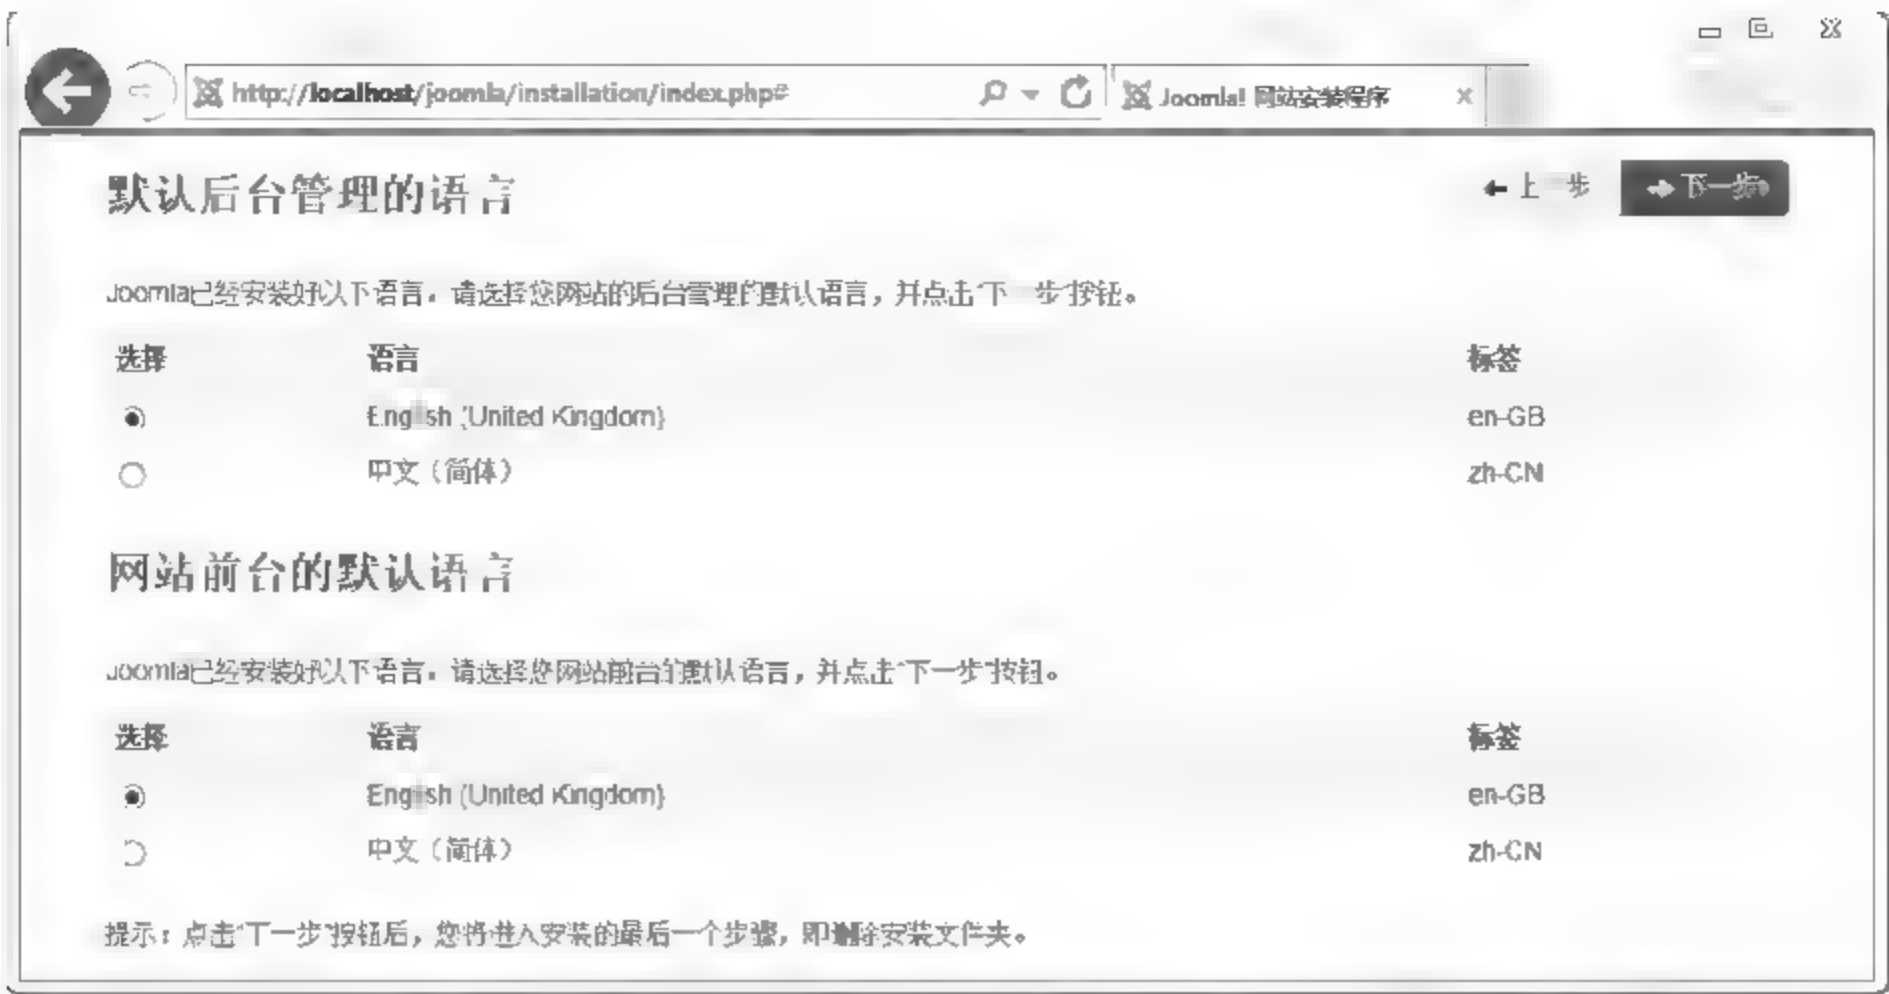 http://localhost/joomla/installation/index.php# Joomla! 网站安装程序
默认后台管理的语言 上一步 下一步
Joomla已经安装好以下语言。请选择您网站的后台管理的默认语言，并点击"下一步"按钮。
选择 语言 标签
English (United Kingdom) en-GB
中文（简体） zh-CN
网站前台的默认语言
Joomla已经安装好以下语言。请选择您网站前台的默认语言，并点击"下一步"按钮。
选择 语言 标签
English (United Kingdom) en-GB
中文（简体） zh-CN
提示：点击"下一步"按钮后，您将进入安装的最后一个步骤，即删除安装文件夹。